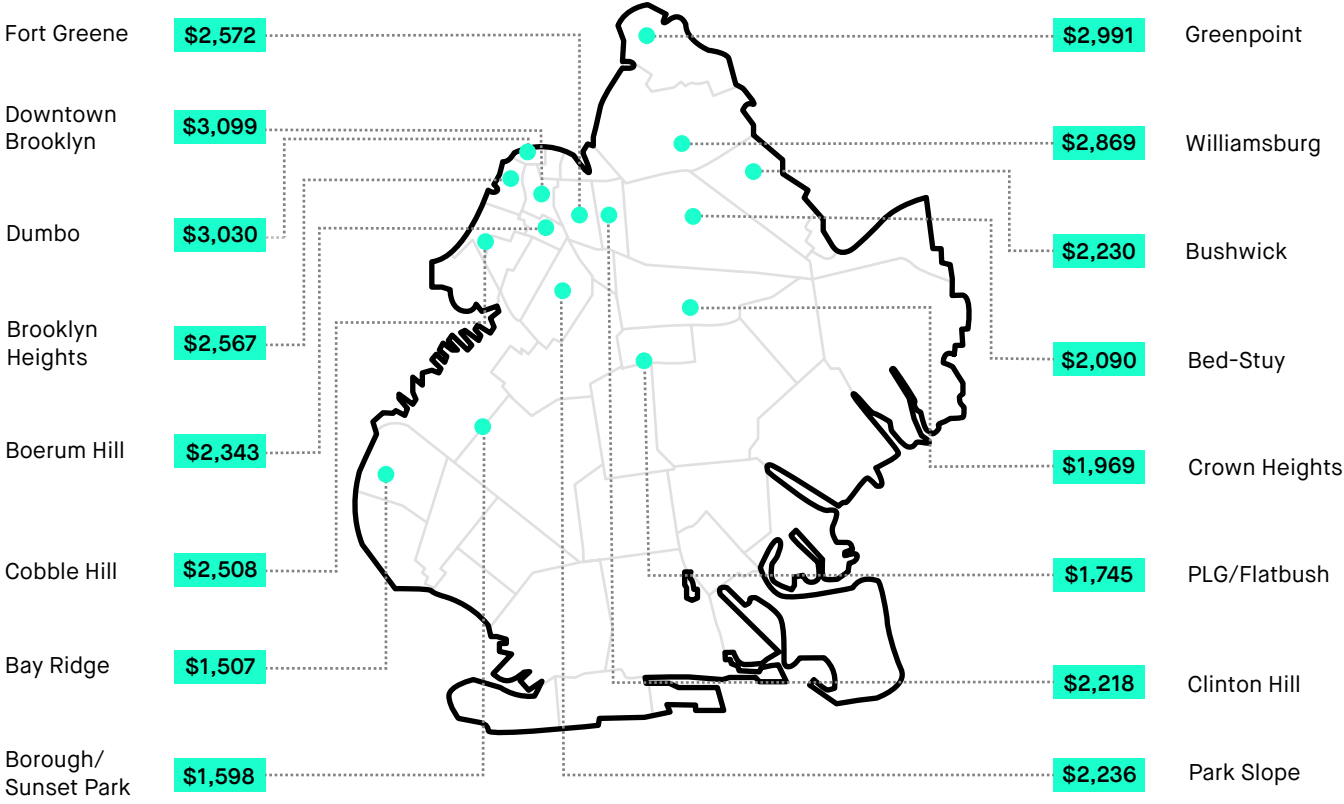 Fort Greene $2,572
Downtown
Brooklyn
$3,099
Dumbo $3,030
Brooklyn
Heights
$2,567
Boerum Hill $2,343
Cobble Hill $2,508
Bay Ridge $1,507
Borough/
Sunset Park
$1,598
$2,991 Greenpoint
$2,869 Williamsburg
$2,230 Bushwick
$2,090 Bed-Stuy
$1,969 Crown Heights
$1,745 PLG/Flatbush
$2,218 Clinton Hill
$2,236 Park Slope